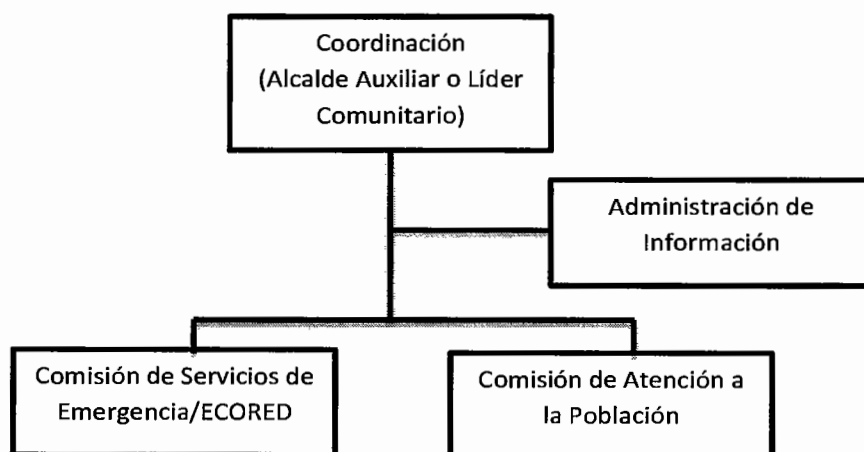 Coordinación
(Alcalde Auxiliar o Líder
Comunitario)
Administración de
Información
Comisión de Servicios de
Emergencia/ECORED
Comisión de Atención a
la Población